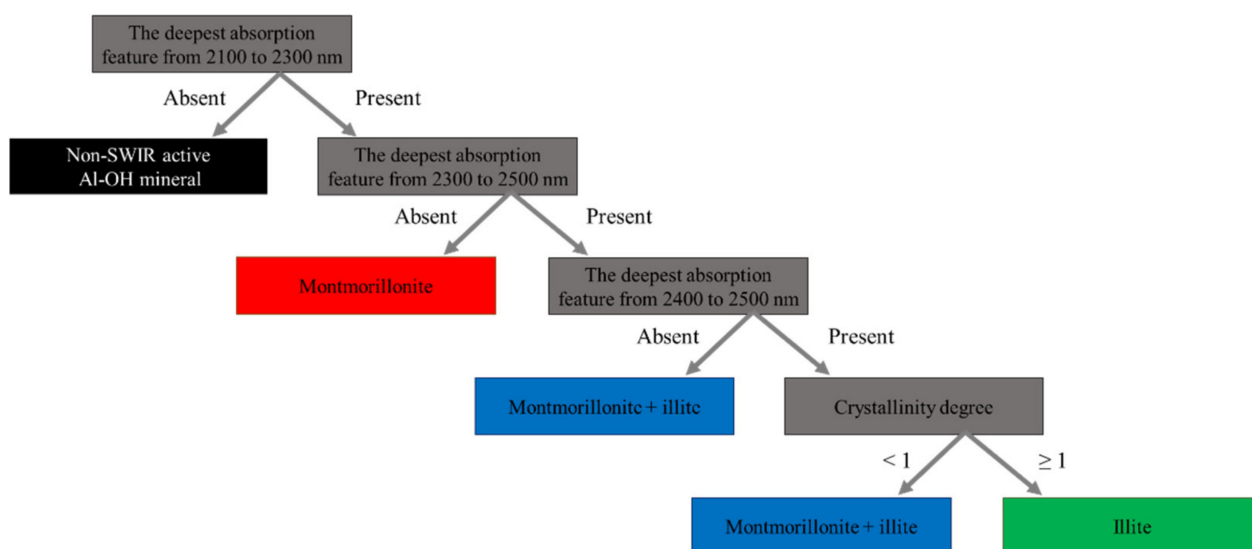 The deepest absorption
feature from 2100 to 2300 nm
Absent
Present
Non-SWIR active
Al-OH mineral
The deepest absorption
feature from 2300 to 2500 nm
Absent
Present
Montmorillonite
The deepest absorption
feature from 2400 to 2500 nm
Absent
Present
Montmorillonite + illite
Crystallinity degree
< 1
≥ 1
Montmorillonite + illite
Illite